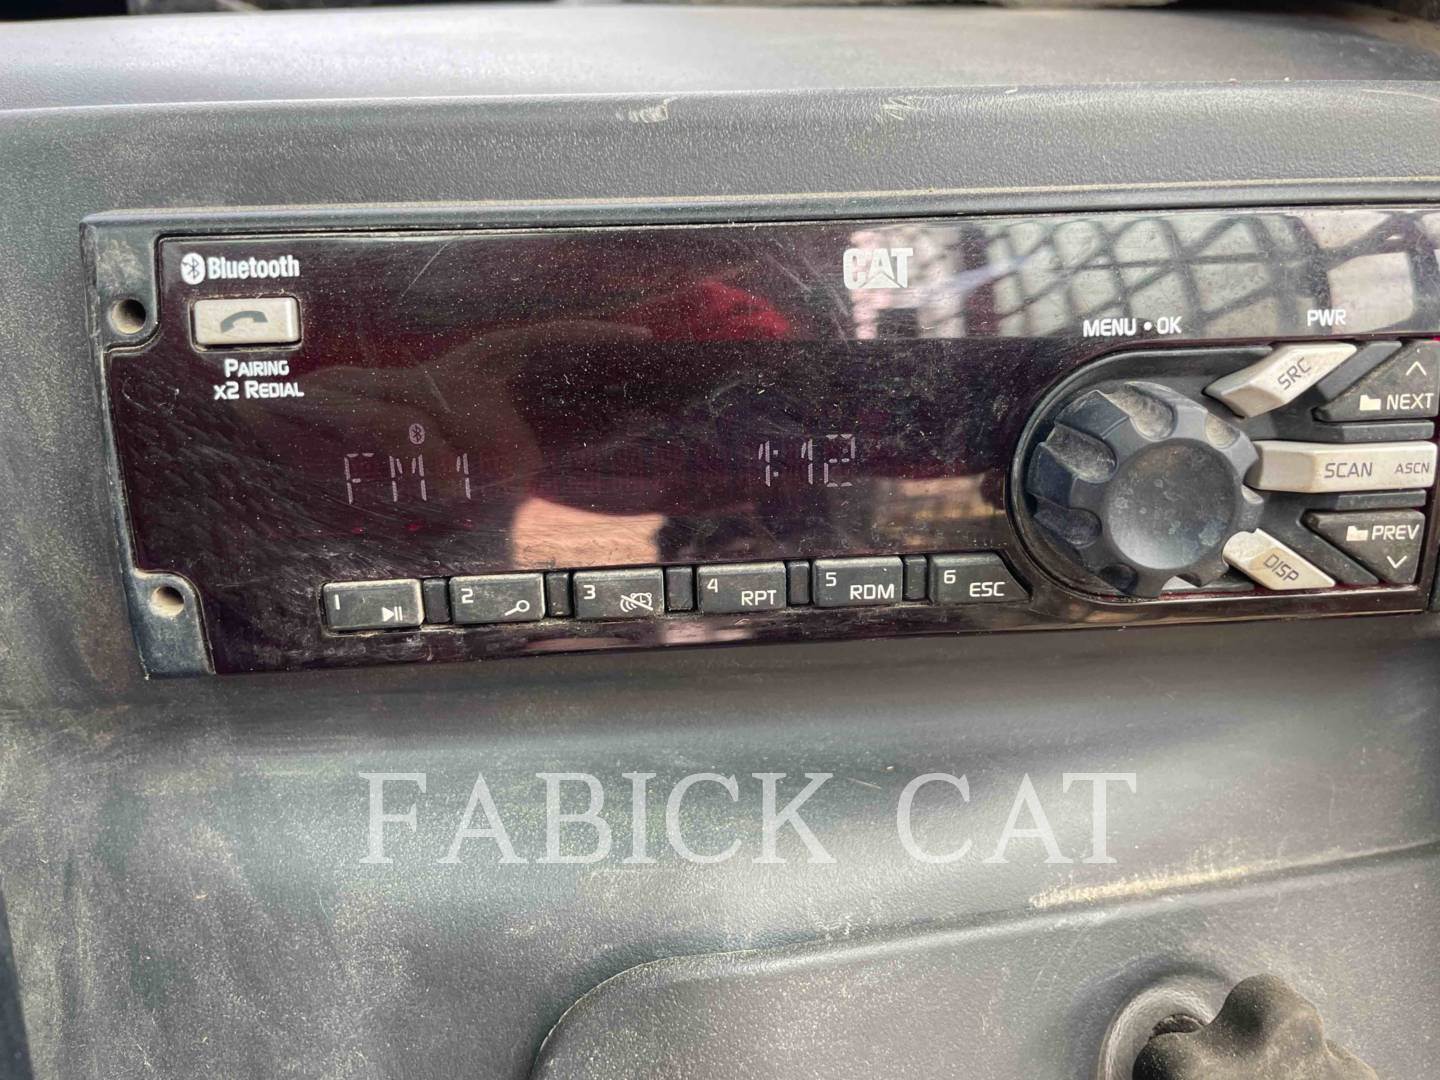 Bluetooth
CAT
MENU • OK
PWR
PAIRING
X2 REDIAL
SRC
NEXT
FM1
1:12
SCAN
ASCN
PREV
DISP
1
2
3
4 RPT
5 RDM
6 ESC
FABICK CAT